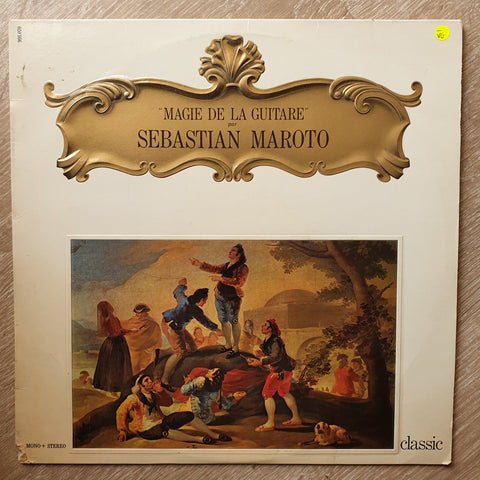 "MAGIE DE LA GUITARE"
par
SEBASTIAN MAROTO
MONO + STEREO
classic